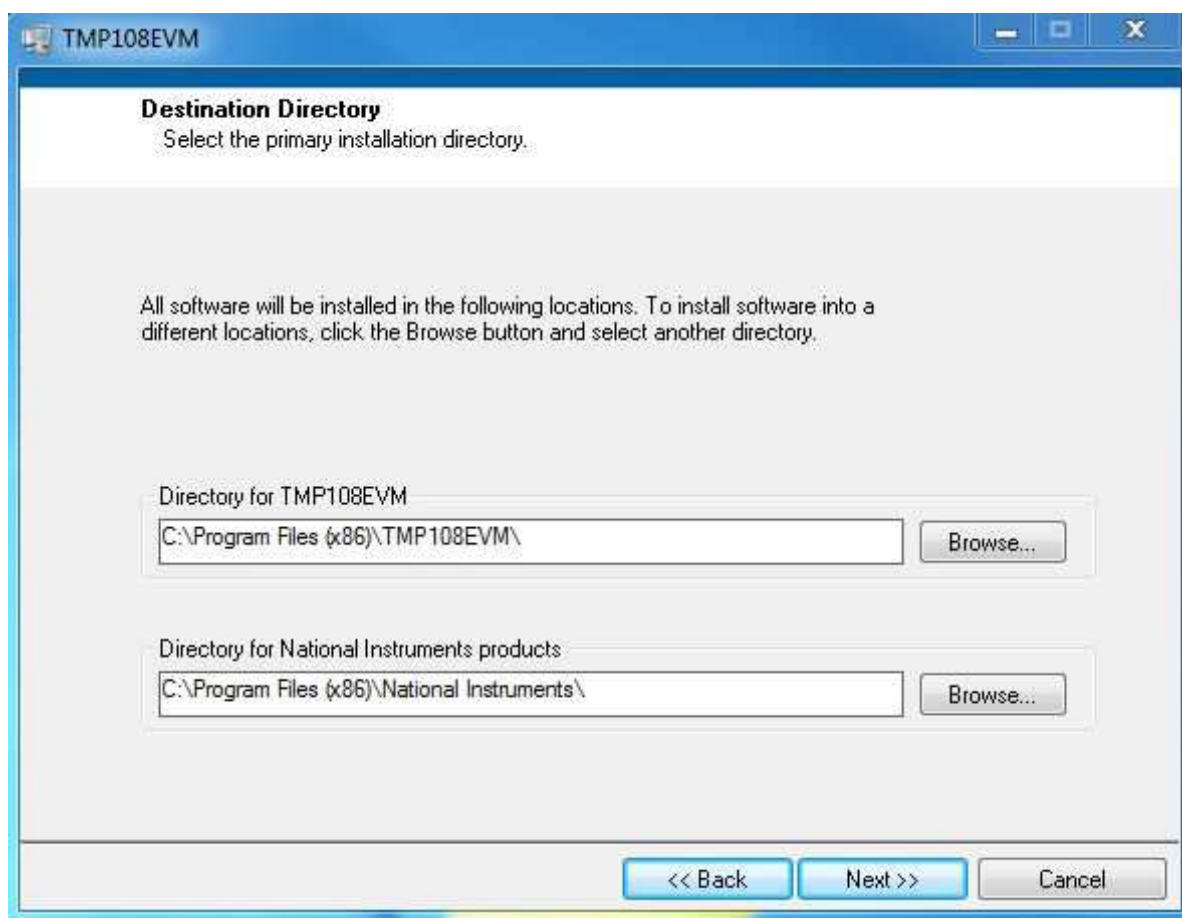 TMP108EVM
Destination Directory
Select the primary installation directory.
All software will be installed in the following locations. To install software into a
different locations, click the Browse button and select another directory.
Directory for TMP108EVM
C:\Program Files (x86)\TMP108EVM\
Browse...
Directory for National Instruments products
C:\Program Files (x86)\National Instruments\
Browse...
<< Back
Next >>
Cancel